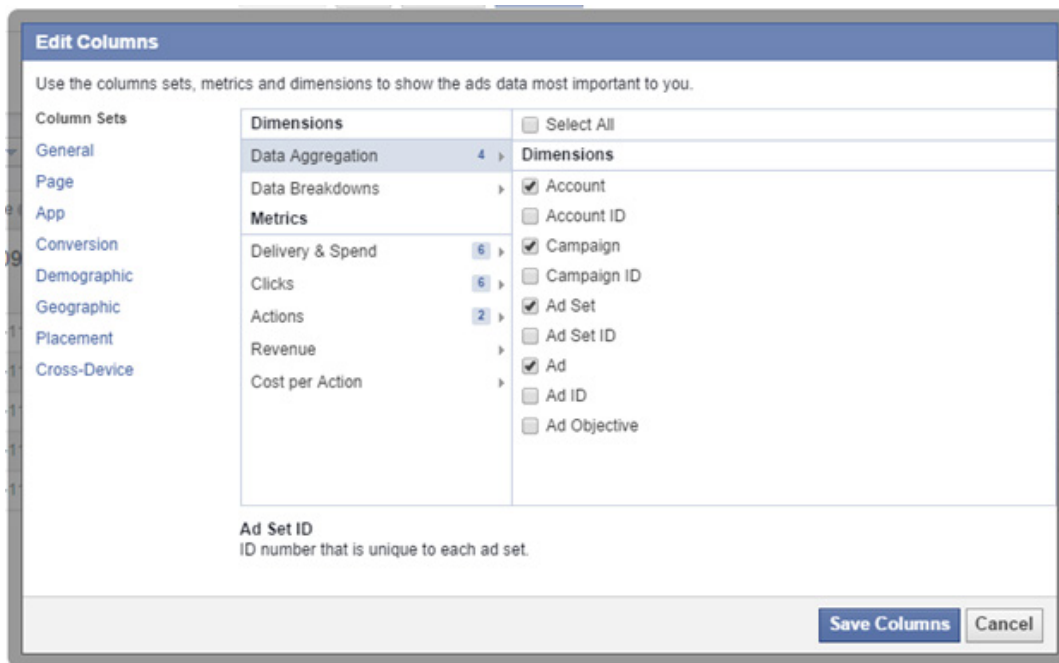 Edit Columns
Use the columns sets, metrics and dimensions to show the ads data most important to you.
Column Sets
General
Page
App
Conversion
Demographic
Geographic
Placement
Cross-Device
Dimensions
Data Aggregation 4
Data Breakdowns
Metrics
Delivery & Spend 6
Clicks 6
Actions 2
Revenue
Cost per Action
Select All
Dimensions
Account
Account ID
Campaign
Campaign ID
Ad Set
Ad Set ID
Ad
Ad ID
Ad Objective
Ad Set ID
ID number that is unique to each ad set.
Save Columns
Cancel